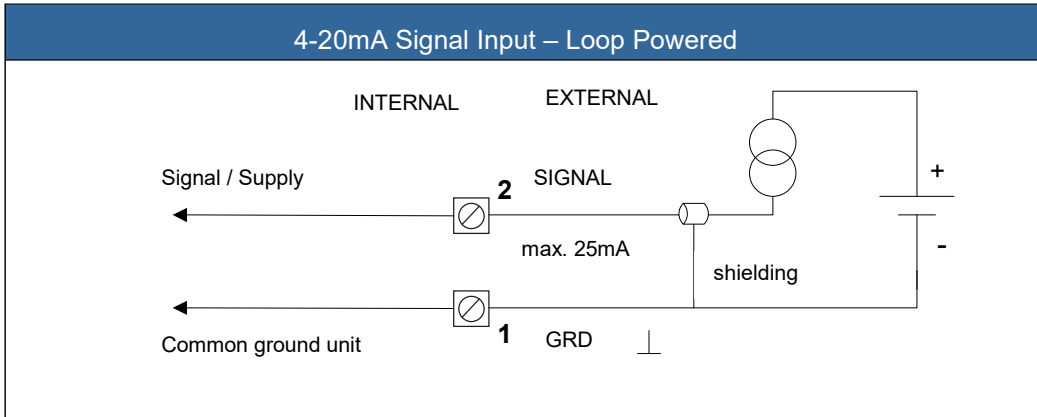 4-20mA Signal Input – Loop Powered
INTERNAL EXTERNAL
Signal / Supply
2 SIGNAL
+
max. 25mA
-
shielding
1 GRD
Common ground unit